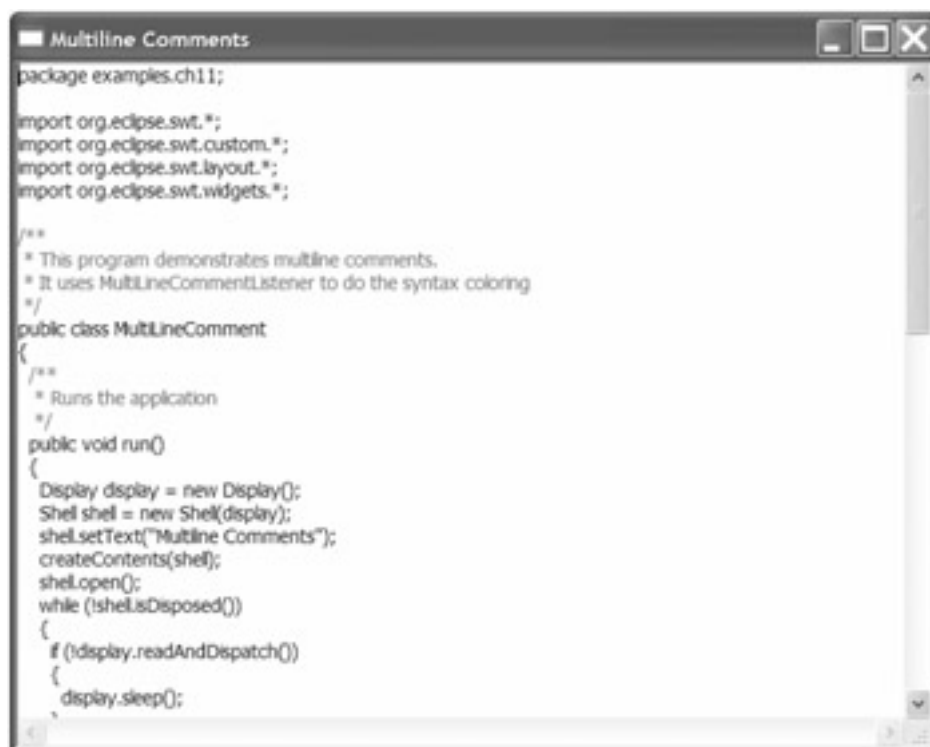 Multiline Comments
package examples.ch11;
import org.eclipse.swt.*;
import org.eclipse.swt.custom.*;
import org.eclipse.swt.layout.*;
import org.eclipse.swt.widgets.*;
/**
* This program demonstrates multiline comments.
* It uses MultiLineCommentListener to do the syntax coloring
*/
public class MultiLineComment
{
/**
* Runs the application
*/
public void run()
{
Display display = new Display();
Shell shell = new Shell(display);
shell.setText("Multiline Comments");
createContents(shell);
shell.open();
while (!shell.isDisposed())
{
if (!display.readAndDispatch())
{
display.sleep();
}